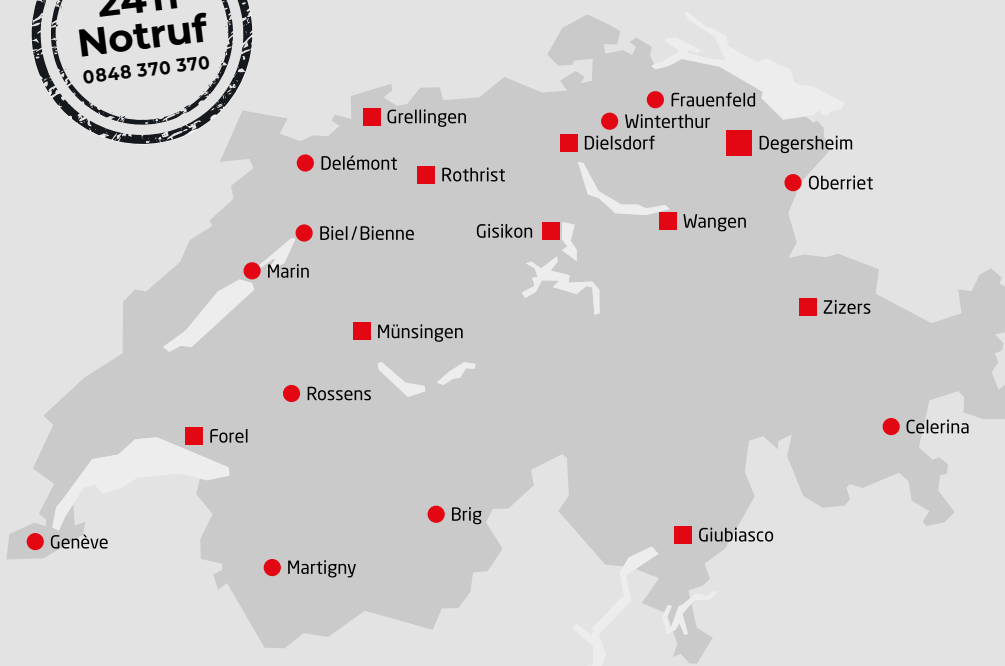 24h
Notruf
0848 370 370
Frauenfeld
Grellingen
Winterthur
Dielsdorf
Degersheim
Delémont
Rothrist
Oberriet
Wangen
Gisikon
Biel/Bienne
Marin
Zizers
Münsingen
Rossens
Celerina
Forel
Brig
Giubiasco
Genève
Martigny